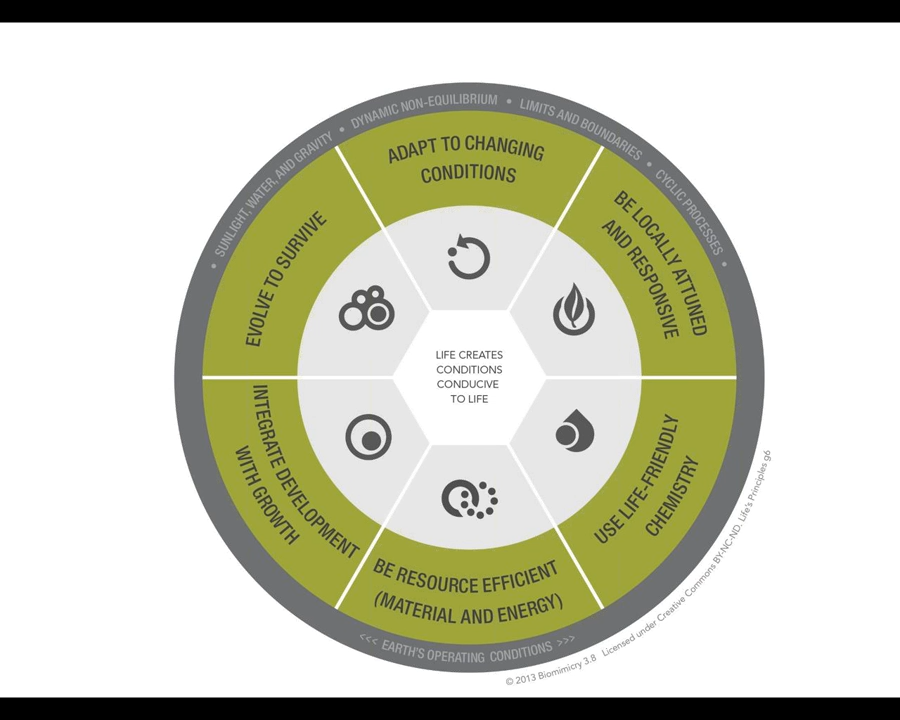 • SUNLIGHT, WATER, AND GRAVITY • DYNAMIC NON-EQUILIBRIUM • LIMITS AND BOUNDARIES • CYCLIC PROCESSES •
ADAPT TO CHANGING
CONDITIONS
BE LOCALLY ATTUNED
AND RESPONSIVE
USE LIFE-FRIENDLY
CHEMISTRY
BE RESOURCE EFFICIENT
(MATERIAL AND ENERGY)
INTEGRATE DEVELOPMENT
WITH GROWTH
EVOLVE TO SURVIVE
LIFE CREATES
CONDITIONS
CONDUCIVE
TO LIFE
<<< EARTH'S OPERATING CONDITIONS >>>
© 2013 Biomimicry 3.8 Licensed under Creative Commons BY-NC-ND. Life's Principles g6